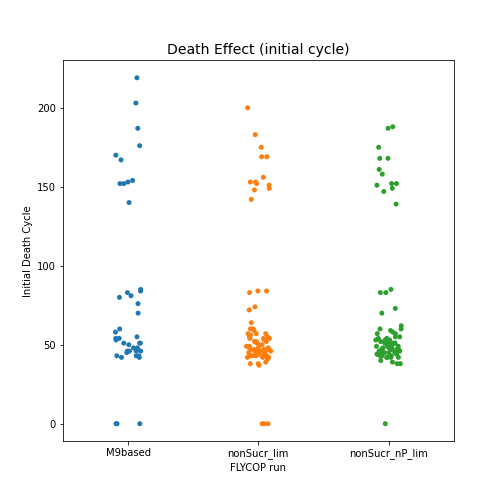 Death Effect (initial cycle)
Initial Death Cycle
200
150
100
50
0
M9based nonSucr_lim nonSucr_nP_lim
FLYCOP run